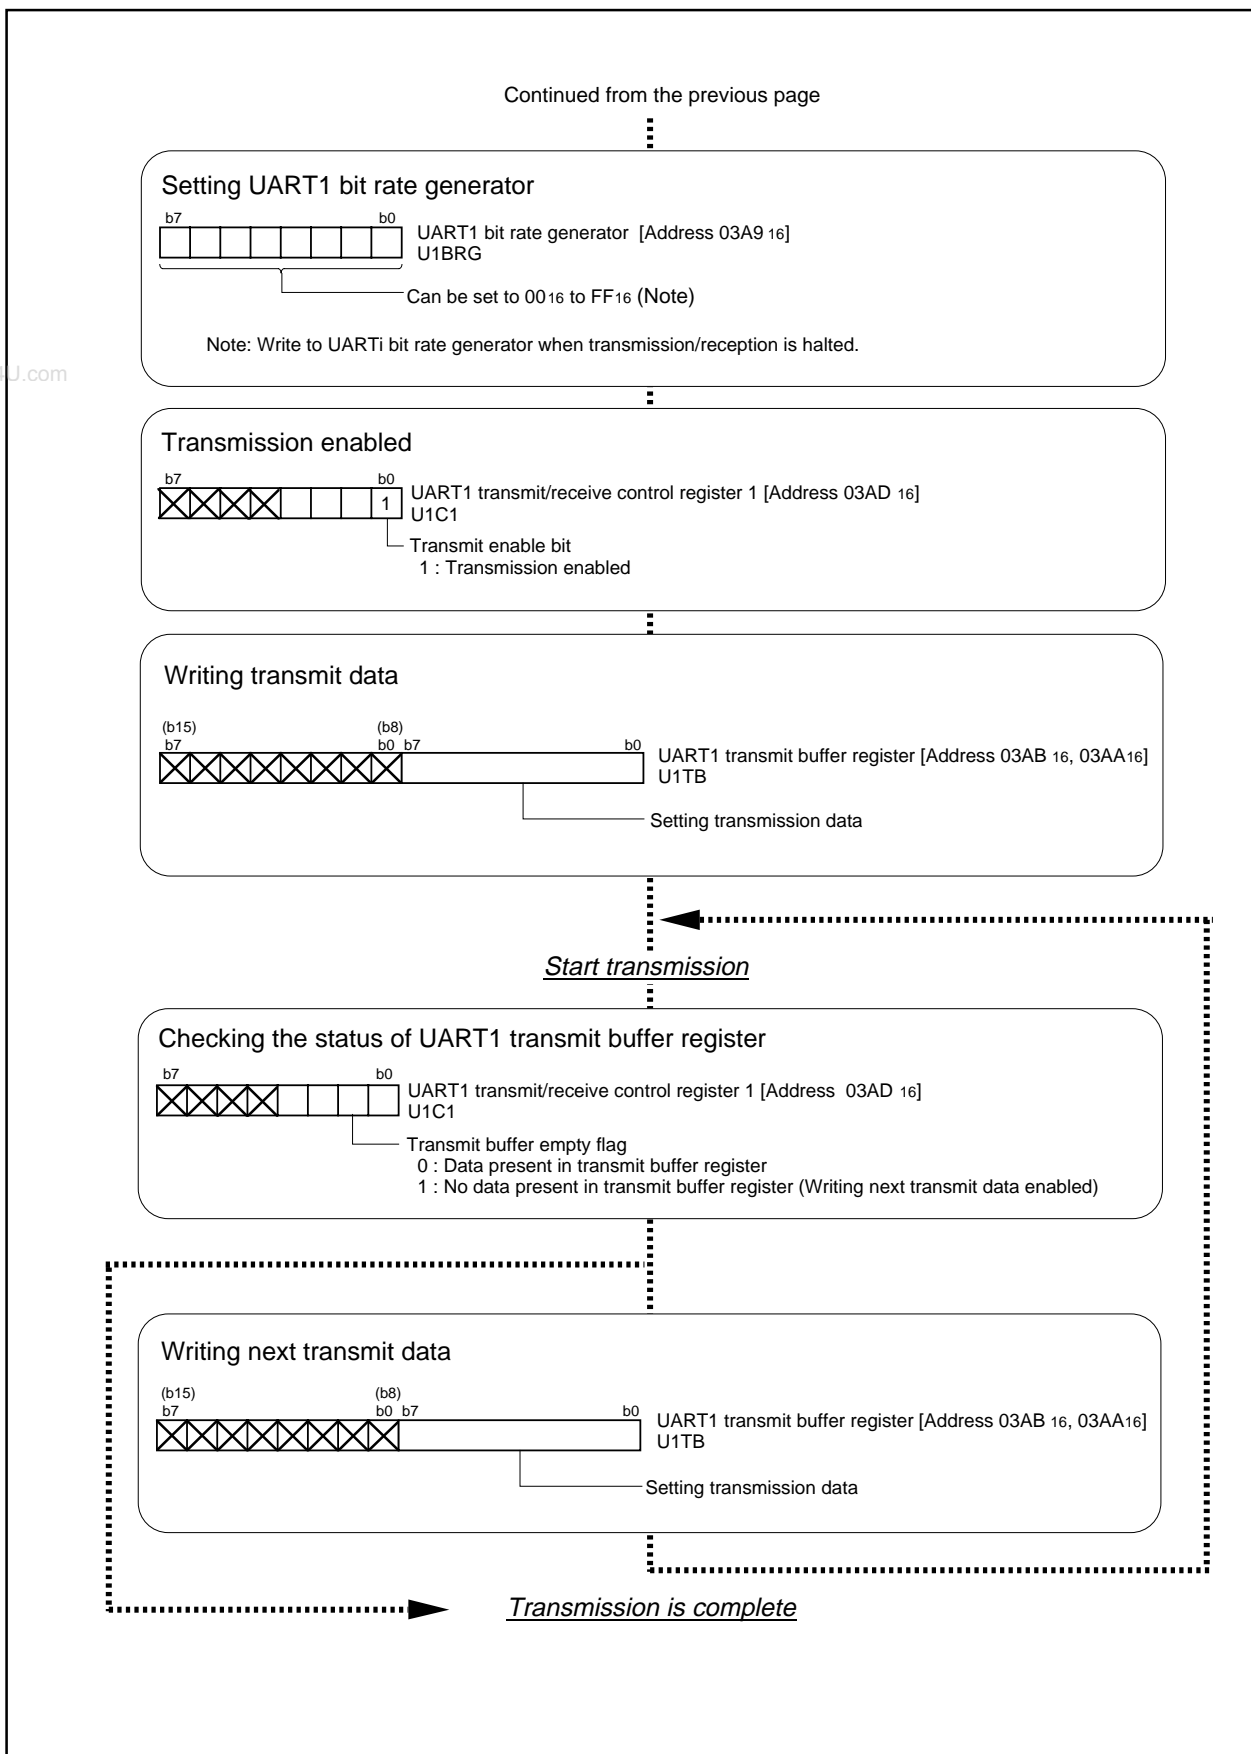 Continued from the previous page
Setting UART1 bit rate generator
b7 b0
UART1 bit rate generator [Address 03A9 16]
U1BRG
Can be set to 0016 to FF16 (Note)
Note: Write to UARTi bit rate generator when transmission/reception is halted.
U.com
Transmission enabled
b7 b0
1
UART1 transmit/receive control register 1 [Address 03AD 16]
U1C1
Transmit enable bit
1 : Transmission enabled
Writing transmit data
(b15) (b8)
b7 b0 b7 b0
UART1 transmit buffer register [Address 03AB 16, 03AA16]
U1TB
Setting transmission data
Start transmission
Checking the status of UART1 transmit buffer register
b7 b0
UART1 transmit/receive control register 1 [Address 03AD 16]
U1C1
Transmit buffer empty flag
0 : Data present in transmit buffer register
1 : No data present in transmit buffer register (Writing next transmit data enabled)
Writing next transmit data
(b15) (b8)
b7 b0 b7 b0
UART1 transmit buffer register [Address 03AB 16, 03AA16]
U1TB
Setting transmission data
Transmission is complete